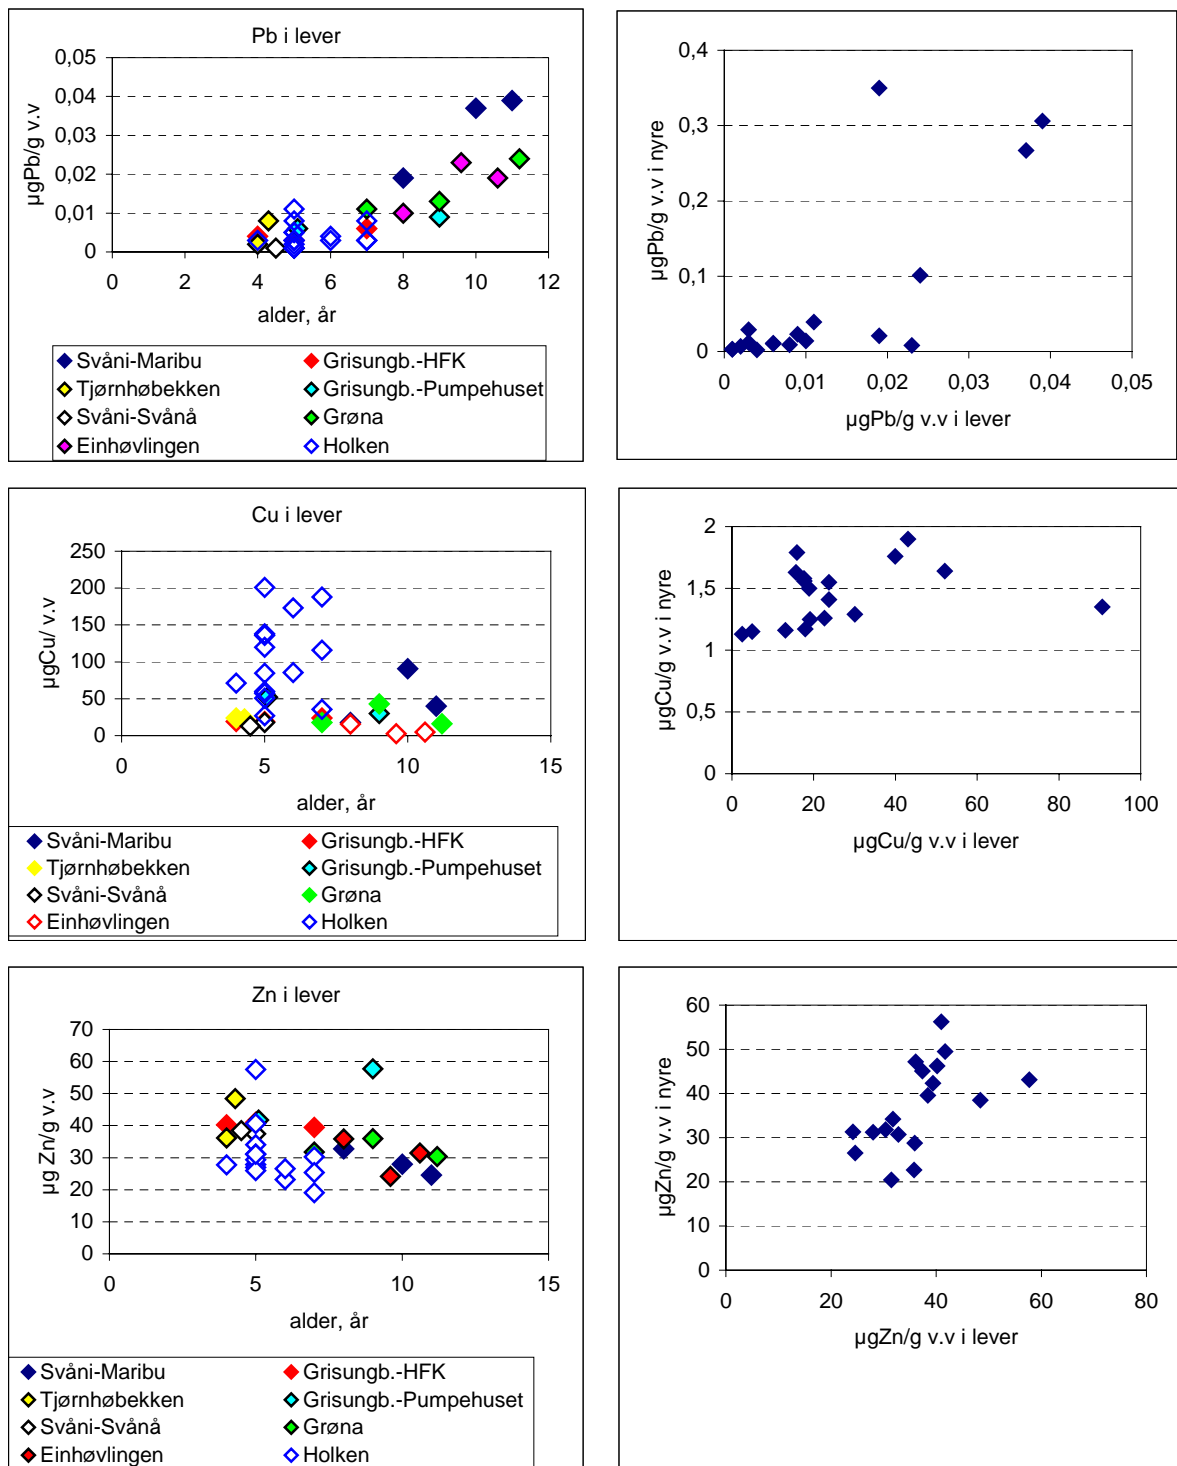 Pb i lever
0,05
0,04
0,03
0,02
0,01
0
µgPb/g v.v
0 2 4 6 8 10 12
alder, år
Svåni-Maribu Grisungb.-HFK
Tjørnhøbekken Grisungb.-Pumpehuset
Svåni-Svånå Grøna
Einhøvlingen Holken
0,4
0,3
0,2
0,1
0
µgPb/g v.v i nyre
0 0,01 0,02 0,03 0,04 0,05
µgPb/g v.v i lever
Cu i lever
250
200
150
100
50
0
µgCu/ v.v
0 5 10 15
alder, år
Svåni-Maribu Grisungb.-HFK
Tjørnhøbekken Grisungb.-Pumpehuset
Svåni-Svånå Grøna
Einhøvlingen Holken
2
1,5
1
0,5
0
µgCu/g v.v i nyre
0 20 40 60 80 100
µgCu/g v.v i lever
Zn i lever
70
60
50
40
30
20
10
0
µg Zn/g v.v
0 5 10 15
alder, år
Svåni-Maribu Grisungb.-HFK
Tjørnhøbekken Grisungb.-Pumpehuset
Svåni-Svånå Grøna
Einhøvlingen Holken
60
50
40
30
20
10
0
µgZn/g v.v i nyre
0 20 40 60 80
µgZn/g v.v i lever